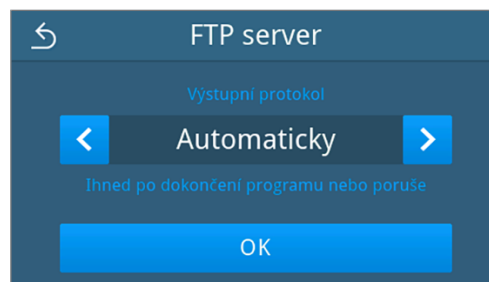 FTP server
Výstupní protokol
Automaticky
Ihned po dokončení programu nebo poruše
OK